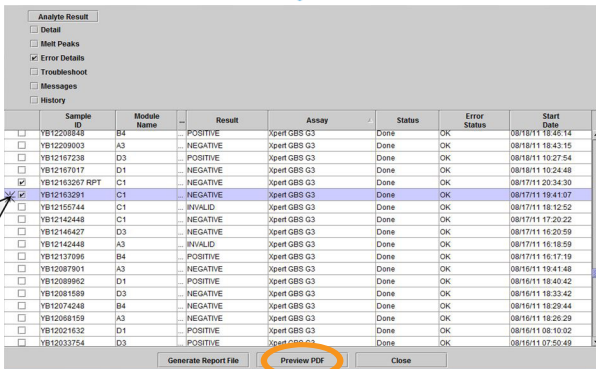 Analyte Result
Detail
Melt Peaks
Error Details
Troubleshoot
Messages
History
Sample ID Module Name ... Result Assay Status Error Status Start Date
YB12208848 B4 ... POSITIVE Xpert GBS G3 Done OK 08/18/11 18:46:14
YB12209003 A3 ... NEGATIVE Xpert GBS G3 Done OK 08/18/11 18:43:15
YB12167238 D3 ... POSITIVE Xpert GBS G3 Done OK 08/18/11 10:27:54
YB12167017 D1 ... NEGATIVE Xpert GBS G3 Done OK 08/18/11 10:24:48
YB12163267 RPT C1 ... NEGATIVE Xpert GBS G3 Done OK 08/17/11 20:34:30
YB12163291 C1 ... NEGATIVE Xpert GBS G3 Done OK 08/17/11 19:41:07
YB12155744 C1 ... INVALID Xpert GBS G3 Done OK 08/17/11 18:12:52
YB12142448 C1 ... NEGATIVE Xpert GBS G3 Done OK 08/17/11 17:20:22
YB12146427 D3 ... NEGATIVE Xpert GBS G3 Done OK 08/17/11 16:20:59
YB12142448 A3 ... INVALID Xpert GBS G3 Done OK 08/17/11 16:18:59
YB12137096 B4 ... POSITIVE Xpert GBS G3 Done OK 08/17/11 16:17:19
YB12087901 A3 ... NEGATIVE Xpert GBS G3 Done OK 08/16/11 19:41:48
YB12089962 D1 ... POSITIVE Xpert GBS G3 Done OK 08/16/11 18:40:42
YB12081589 D3 ... NEGATIVE Xpert GBS G3 Done OK 08/16/11 18:33:42
YB12074248 B4 ... NEGATIVE Xpert GBS G3 Done OK 08/16/11 18:29:44
YB12068159 A3 ... NEGATIVE Xpert GBS G3 Done OK 08/16/11 18:26:29
YB12021632 D1 ... POSITIVE Xpert GBS G3 Done OK 08/16/11 08:10:02
YB12033754 D3 ... POSITIVE Xpert GBS G3 Done OK 08/16/11 07:50:49
Generate Report File Preview PDF Close